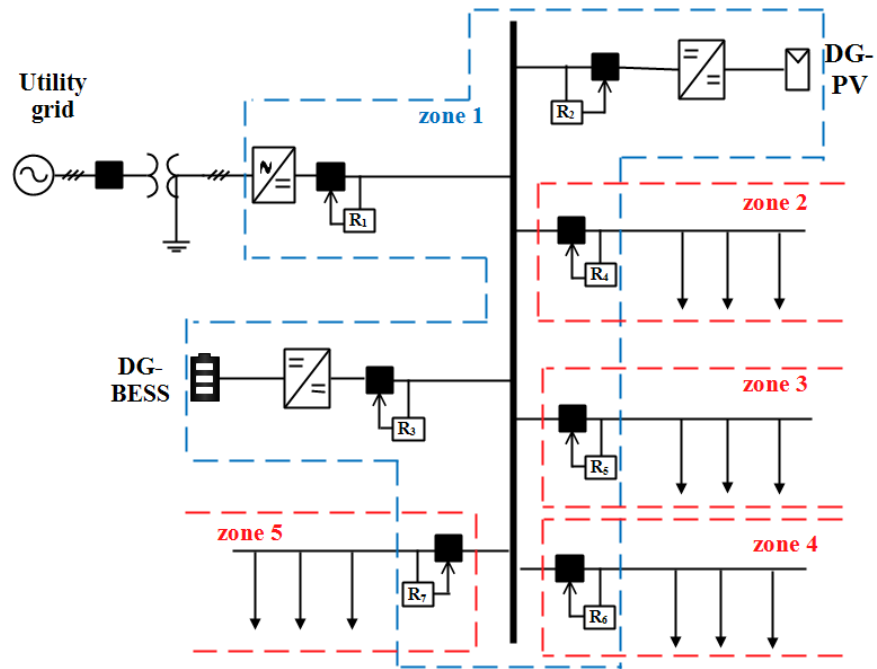 DG-
PV
Utility
grid
zone 1
R₂
zone 2
R₁
R₄
DG-
BESS
zone 3
R₃
R₅
zone 5
zone 4
R₇
R₆